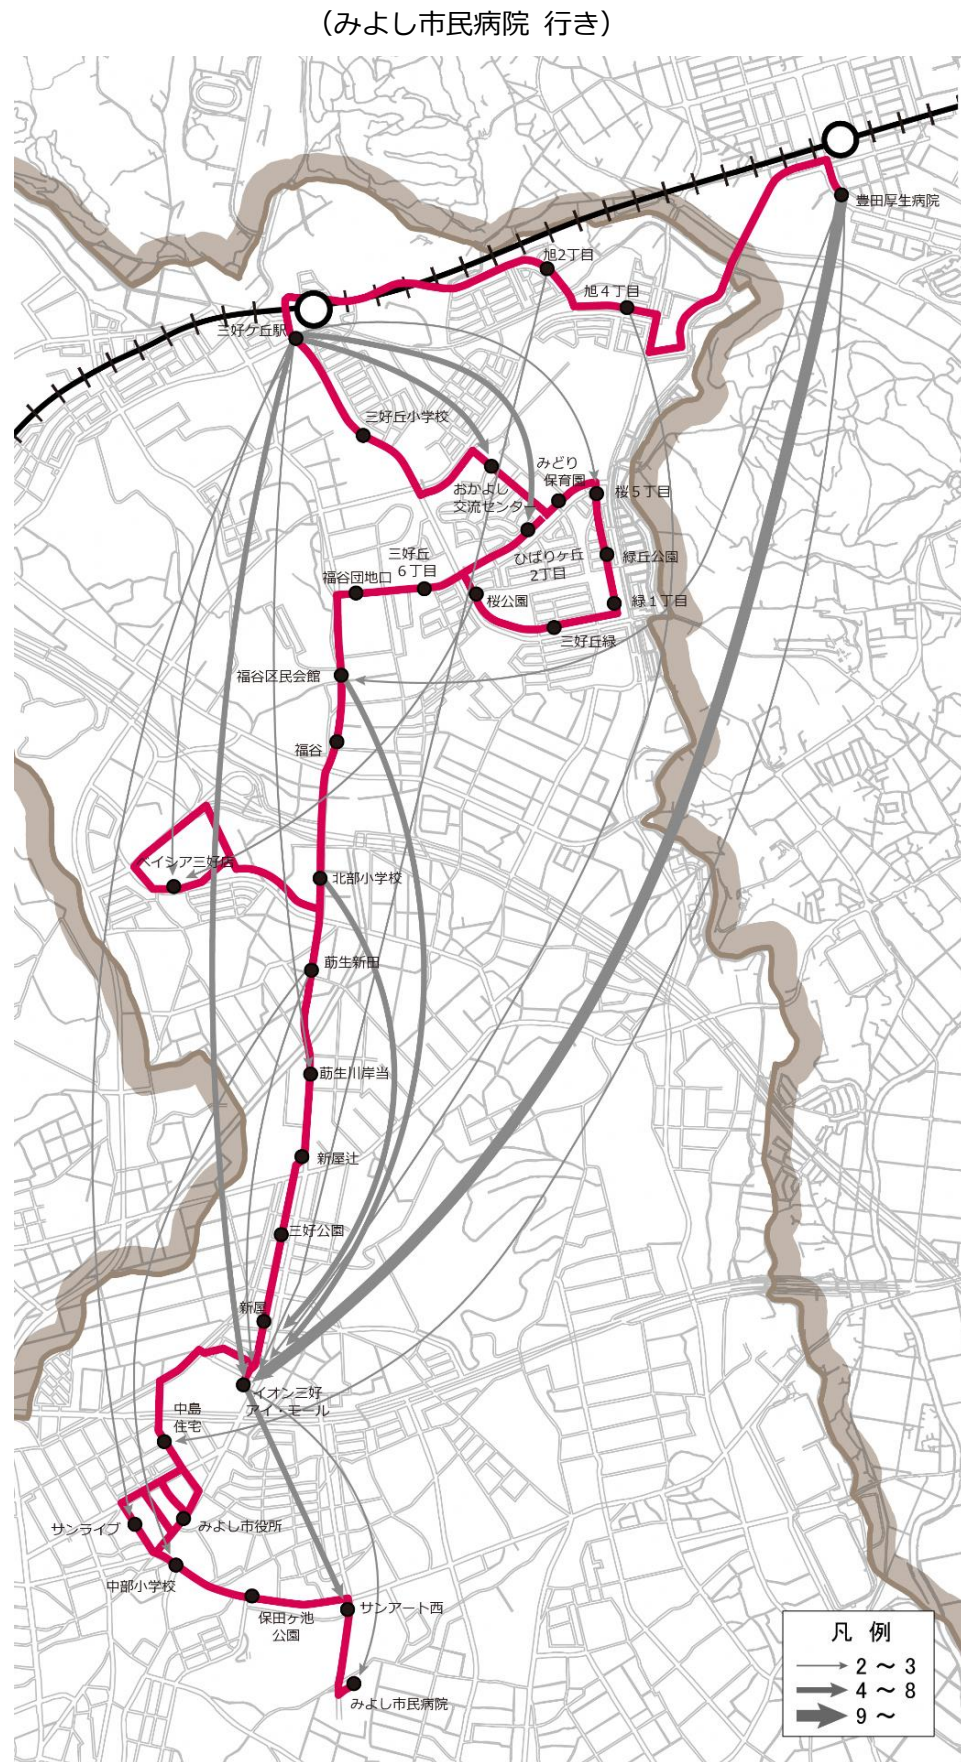 （みよし市民病院 行き）
豊田厚生病院
旭2丁目
旭４丁目
三好ケ丘駅
三好丘小学校
おかよし
交流センター
みどり
保育園
桜５丁目
ひばりヶ丘
2丁目
緑丘公園
三好丘
６丁目
福谷団地口
桜公園
緑１丁目
三好丘緑
福谷区民会館
福谷
ベイシア三好店
北部小学校
莇生新田
莇生川岸当
新屋辻
三好公園
新屋
イオン三好
アイ・モール
中島
住宅
サンライブ
みよし市役所
中部小学校
保田ヶ池
公園
サンアート西
みよし市民病院
凡 例
2 ～ 3
4 ～ 8
9 ～